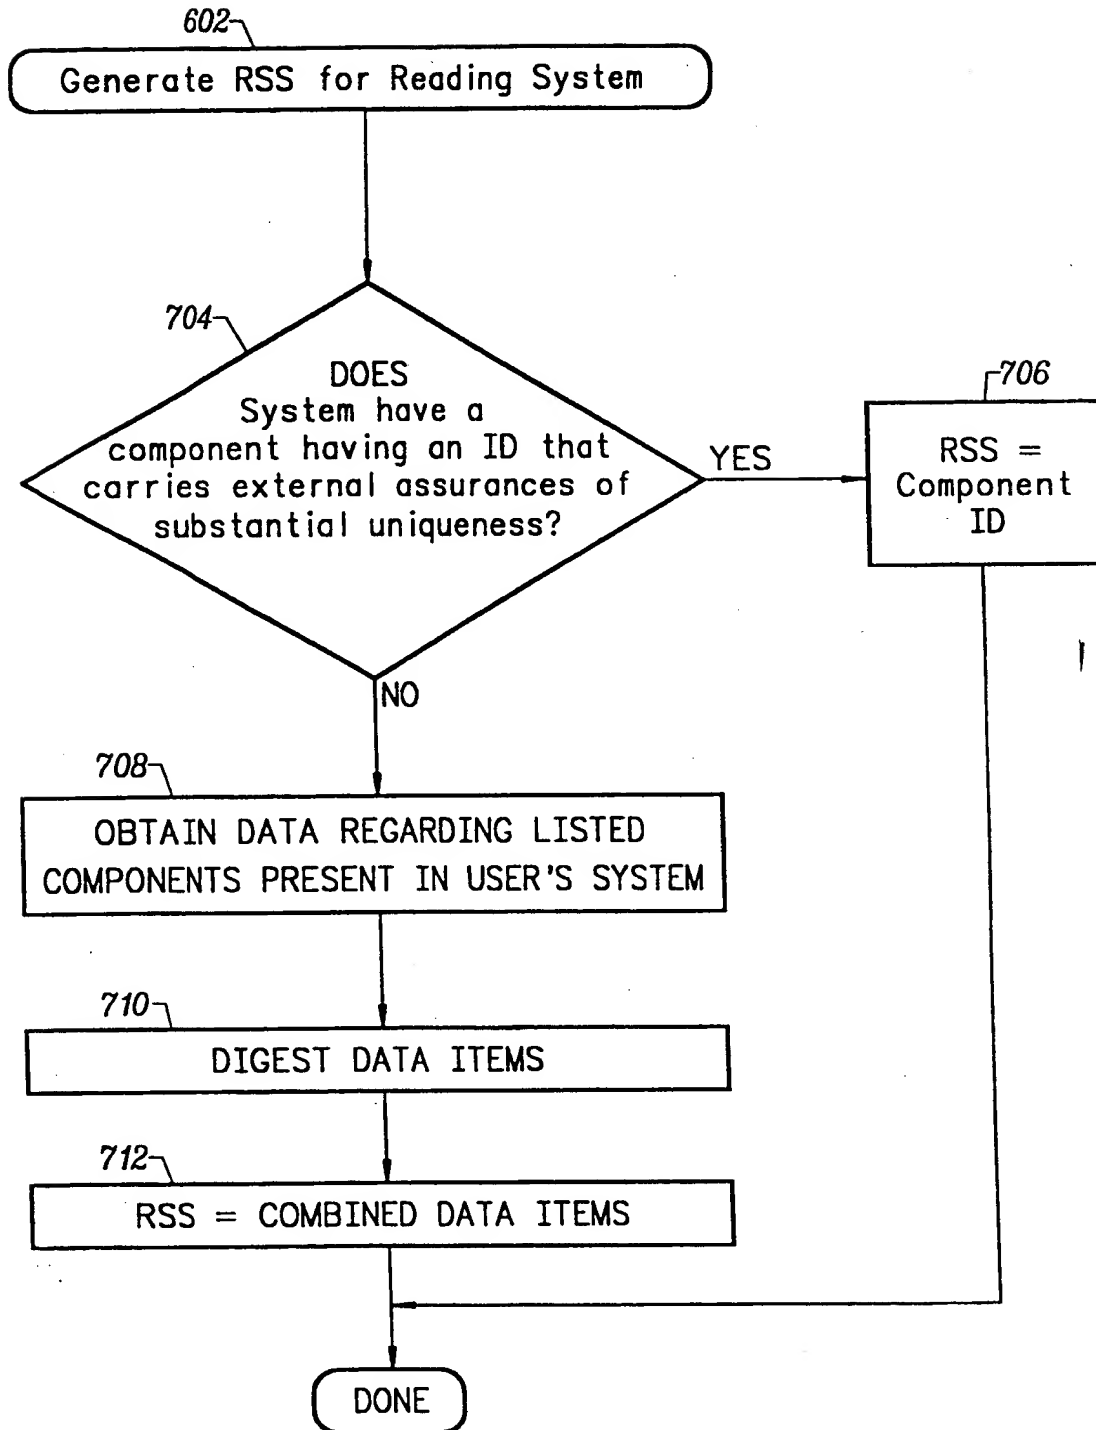 602
Generate RSS for Reading System
704
DOES
System have a
component having an ID that
carries external assurances of
substantial uniqueness?
YES
706
RSS =
Component
ID
NO
708
OBTAIN DATA REGARDING LISTED
COMPONENTS PRESENT IN USER'S SYSTEM
710
DIGEST DATA ITEMS
712
RSS = COMBINED DATA ITEMS
DONE